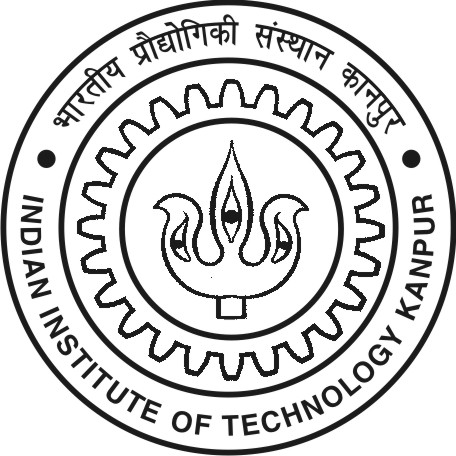 भारतीय प्रौद्योगिकी संस्थान कानपुर
INDIAN INSTITUTE OF TECHNOLOGY KANPUR